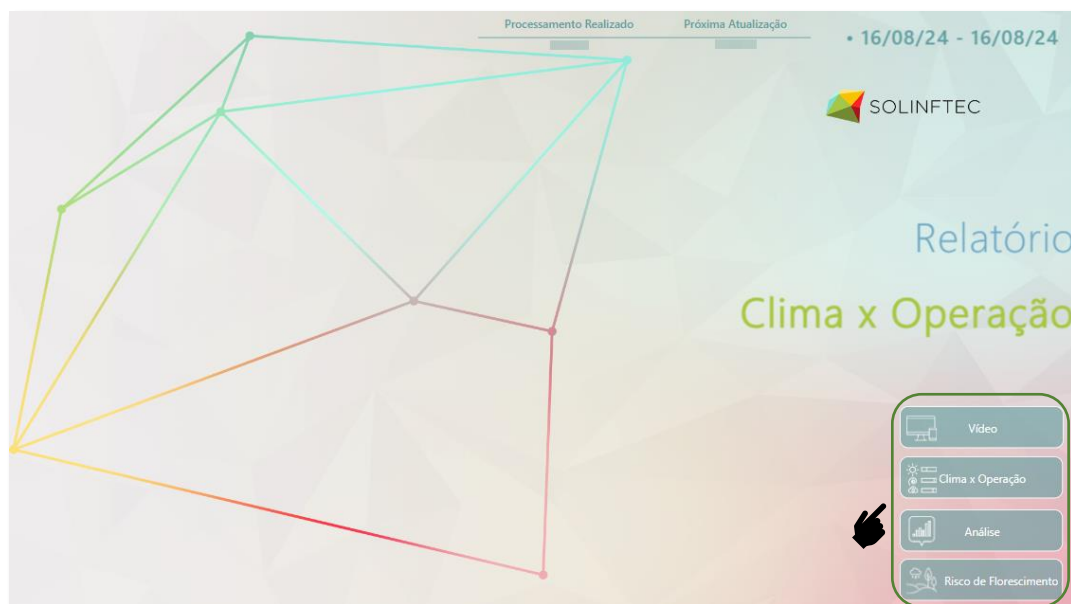 Processamento Realizado
Próxima Atualização
• 16/08/24 - 16/08/24
SOLINFTEC
Relatório
Clima x Operação
Vídeo
Clima x Operação
Análise
Risco de Florescimento